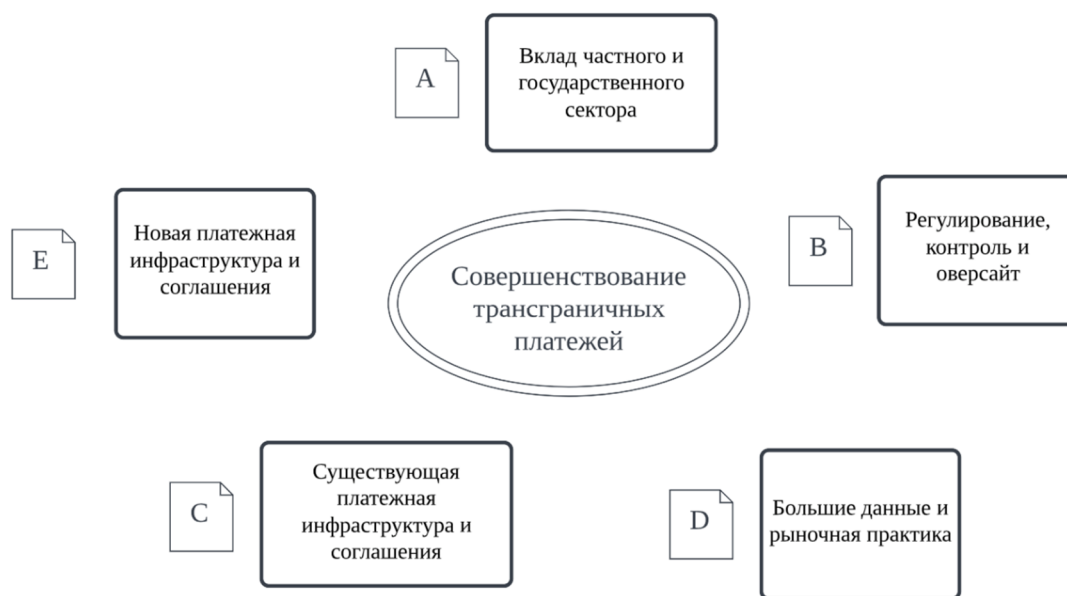 A
Вклад частного и
государственного
сектора
E
Новая платежная
инфраструктура и
соглашения
Совершенствование
трансграничных
платежей
B
Регулирование,
контроль и
оверсайт
C
Существующая
платежная
инфраструктура и
соглашения
D
Большие данные и
рыночная практика